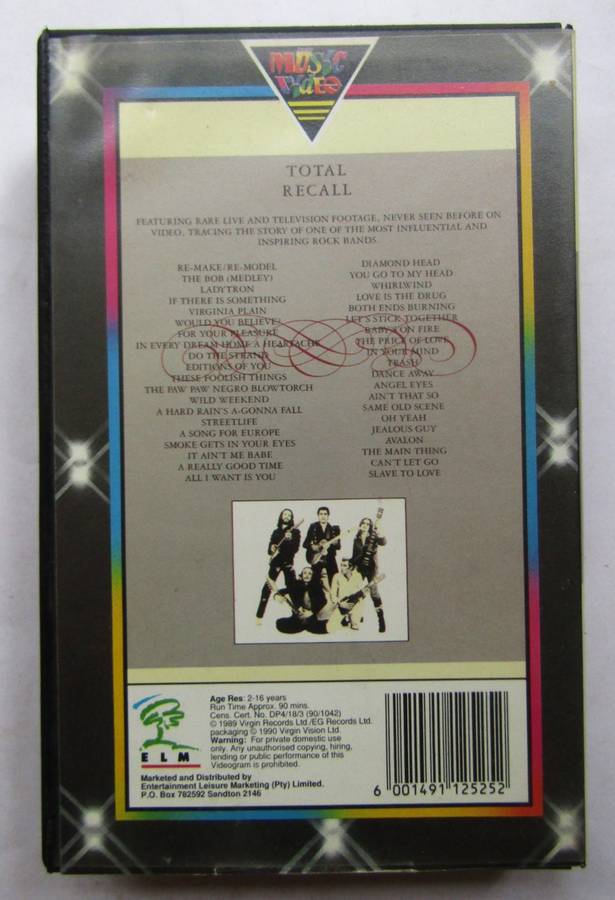 MUSIC
VIDEO
TOTAL
RECALL
FEATURING RARE LIVE AND TELEVISION FOOTAGE, NEVER SEEN BEFORE ON
VIDEO, TRACING THE STORY OF ONE OF THE MOST INFLUENTIAL AND
INSPIRING ROCK BANDS.
RE-MAKE/RE-MODEL
THE BOB (MEDLEY)
LADYTRON
IF THERE IS SOMETHING
VIRGINIA PLAIN
WOULD YOU BELIEVE?
FOR YOUR PLEASURE
IN EVERY DREAM HOME A HEARTACHE
DO THE STRAND
EDITIONS OF YOU
THESE FOOLISH THINGS
THE PAW PAW NEGRO BLOWTORCH
WILD WEEKEND
A HARD RAIN'S A-GONNA FALL
STREETLIFE
A SONG FOR EUROPE
SMOKE GETS IN YOUR EYES
IT AIN'T ME BABE
A REALLY GOOD TIME
ALL I WANT IS YOU
DIAMOND HEAD
YOU GO TO MY HEAD
WHIRLWIND
LOVE IS THE DRUG
BOTH ENDS BURNING
LET'S STICK TOGETHER
BABY'S ON FIRE
THE PRICE OF LOVE
IN YOUR MIND
TRASH
DANCE AWAY
ANGEL EYES
AIN'T THAT SO
SAME OLD SCENE
OH YEAH
JEALOUS GUY
AVALON
THE MAIN THING
CAN'T LET GO
SLAVE TO LOVE
ELM
Age Res: 2-16 years
Run Time Approx. 90 mins.
Cens. Cert. No. DP4/18/3 (90/1042)
© 1989 Virgin Records Ltd./EG Records Ltd.
packaging © 1990 Virgin Vision Ltd.
Warning: For private domestic use
only. Any unauthorised copying, hiring,
lending or public performance of this
Videogram is prohibited.
Marketed and Distributed by
Entertainment Leisure Marketing (Pty) Limited.
P.O. Box 782592 Sandton 2146
6 001491 125252